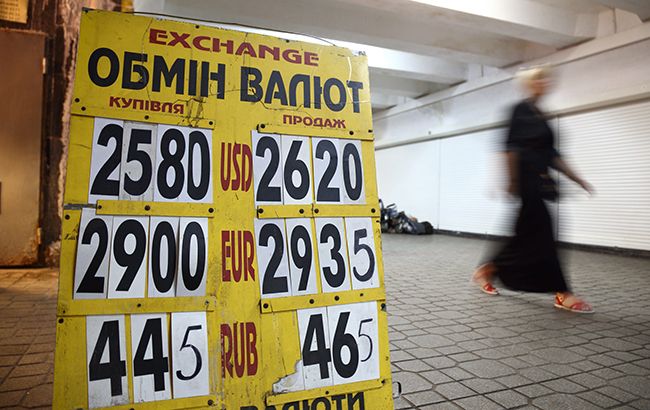 EXCHANGE
ОБМІН ВАЛЮТ
КУПІВЛЯ ПРОДАЖ
2580 USD 2620
2900 EUR 2935
445 RUB 465
ВАЛЮТИ